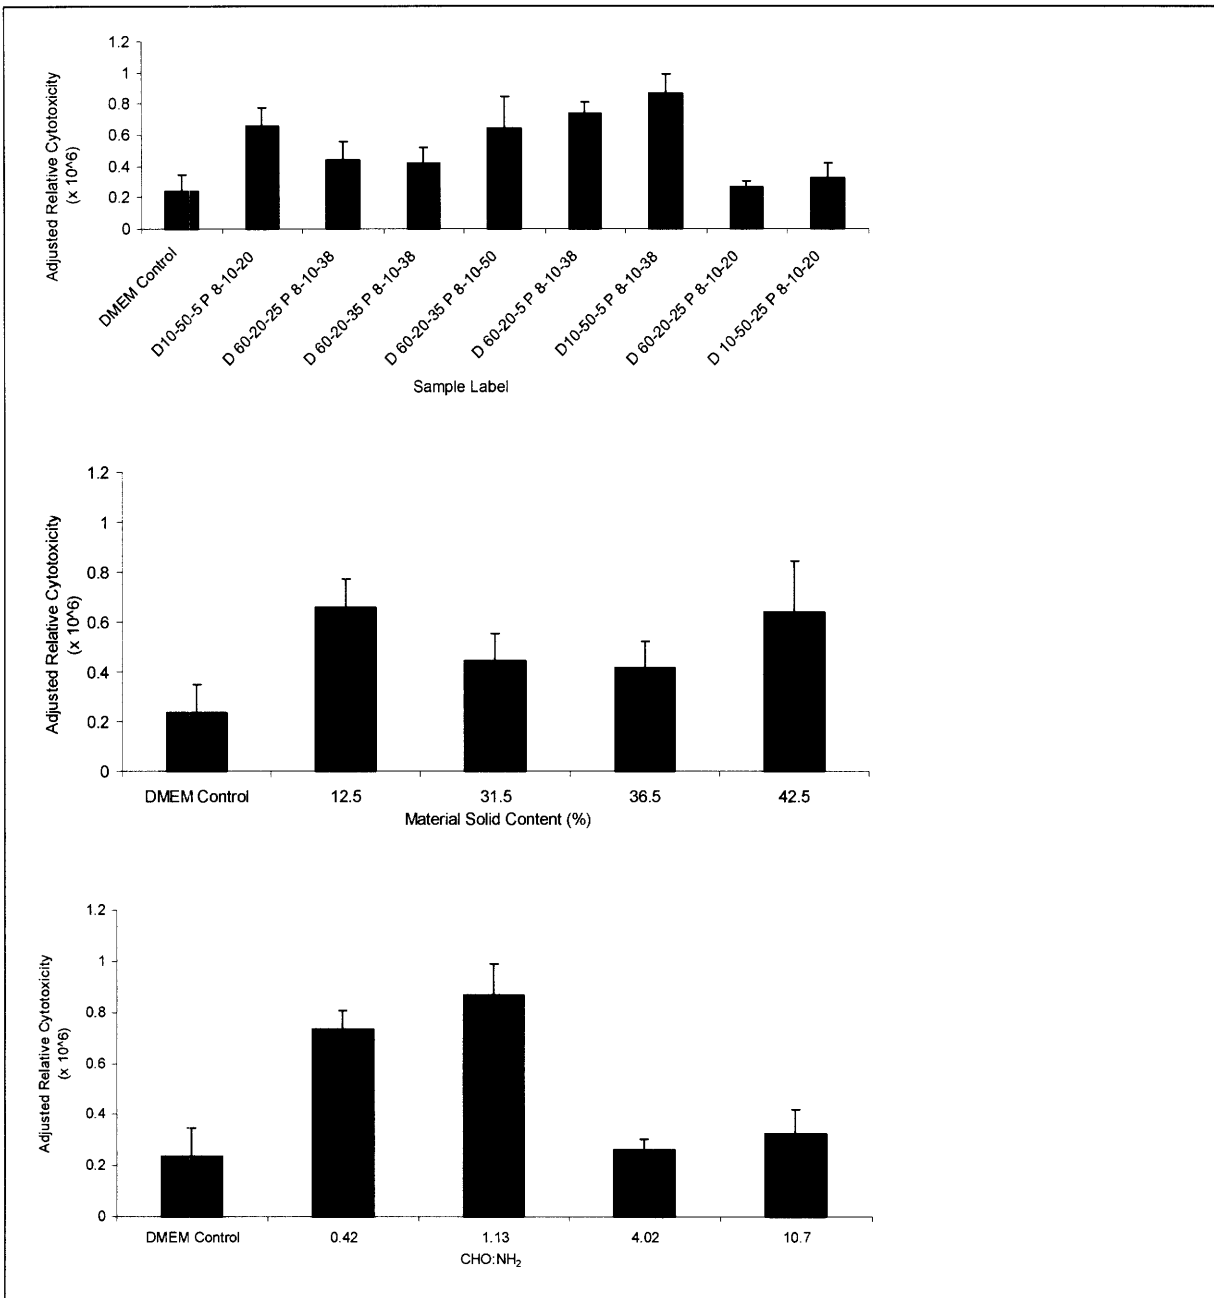 1.2
1
0.8
0.6
0.4
0.2
0
Adjusted Relative Cytotoxicity
(x 10^6)
DMEM Control
D10-50-5 P 8-10-20
D 60-20-25 P 8-10-38
D 60-20-35 P 8-10-38
D 60-20-35 P 8-10-50
D 60-20-5 P 8-10-38
D10-50-5 P 8-10-38
D 60-20-25 P 8-10-20
D 10-50-25 P 8-10-20
Sample Label
1.2
1
0.8
0.6
0.4
0.2
0
Adjusted Relative Cytotoxicity
(x 10^6)
DMEM Control 12.5 31.5 36.5 42.5
Material Solid Content (%)
1.2
1
0.8
0.6
0.4
0.2
0
Adjusted Relative Cytotoxicity
(x 10^6)
DMEM Control 0.42 1.13 4.02 10.7
CHO:NH₂